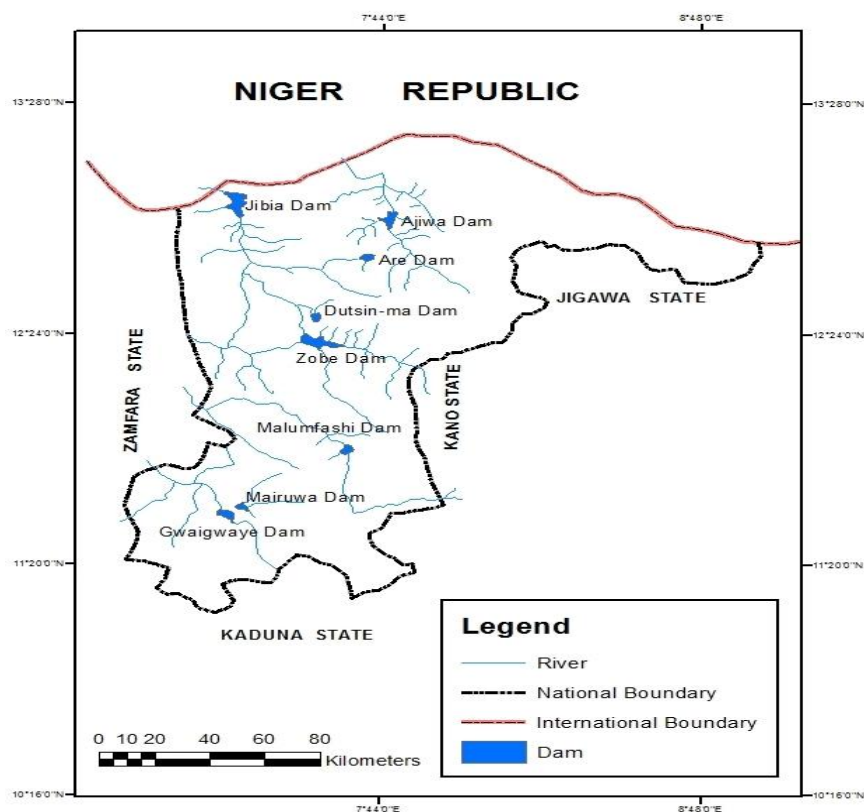 7°44'0"E 8°48'0"E
NIGER REPUBLIC
13°28'0"N 13°28'0"N
Jibia Dam
Ajiwa Dam
Are Dam
JIGAWA STATE
Dutsin-ma Dam
12°24'0"N 12°24'0"N
Zobe Dam
ZAMFARA STATE
KANO STATE
Malumfashi Dam
Mairuwa Dam
Gwaigwaye Dam
11°20'0"N 11°20'0"N
KADUNA STATE
Legend
River
National Boundary
International Boundary
Dam
0 10 20 40 60 80
Kilometers
10°16'0"N 10°16'0"N
7°44'0"E 8°48'0"E